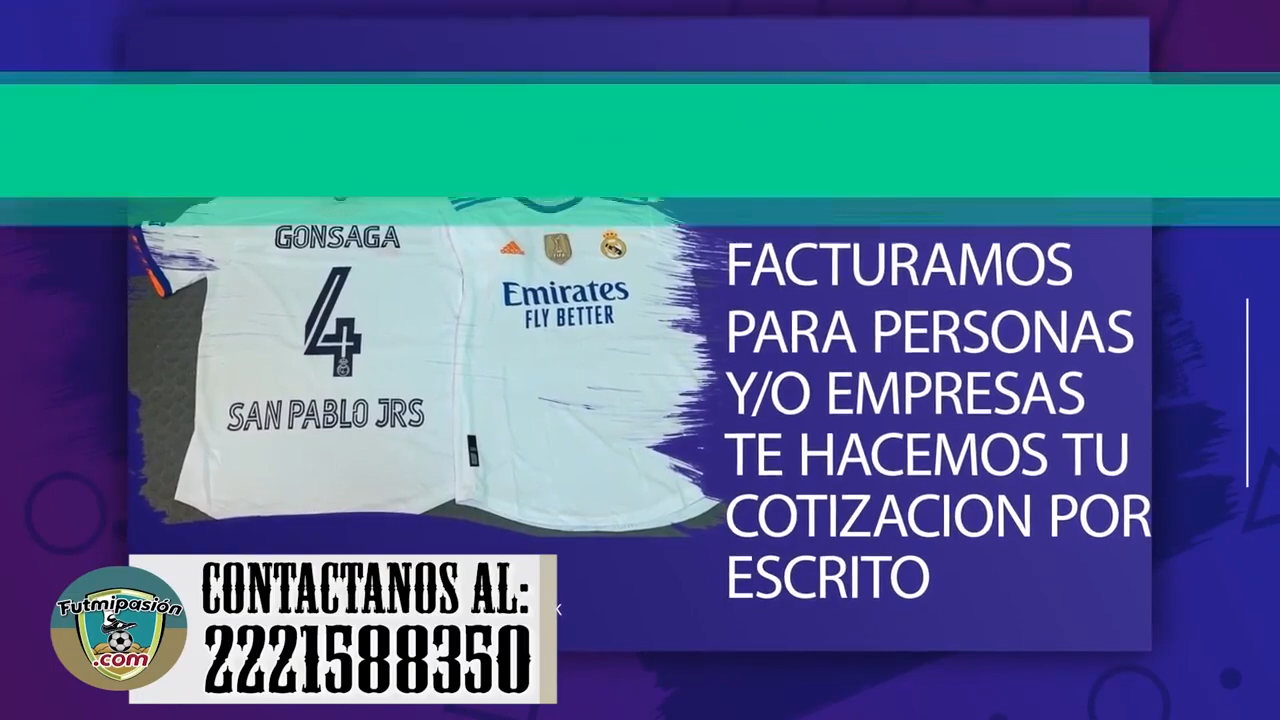 GONSAGA
4
SAN PABLO JRS
Emirates
FLY BETTER
FACTURAMOS
PARA PERSONAS
Y/O EMPRESAS
TE HACEMOS TU
COTIZACION POR
ESCRITO
CONTACTANOS AL:
2221588350
Futmipasión
.com